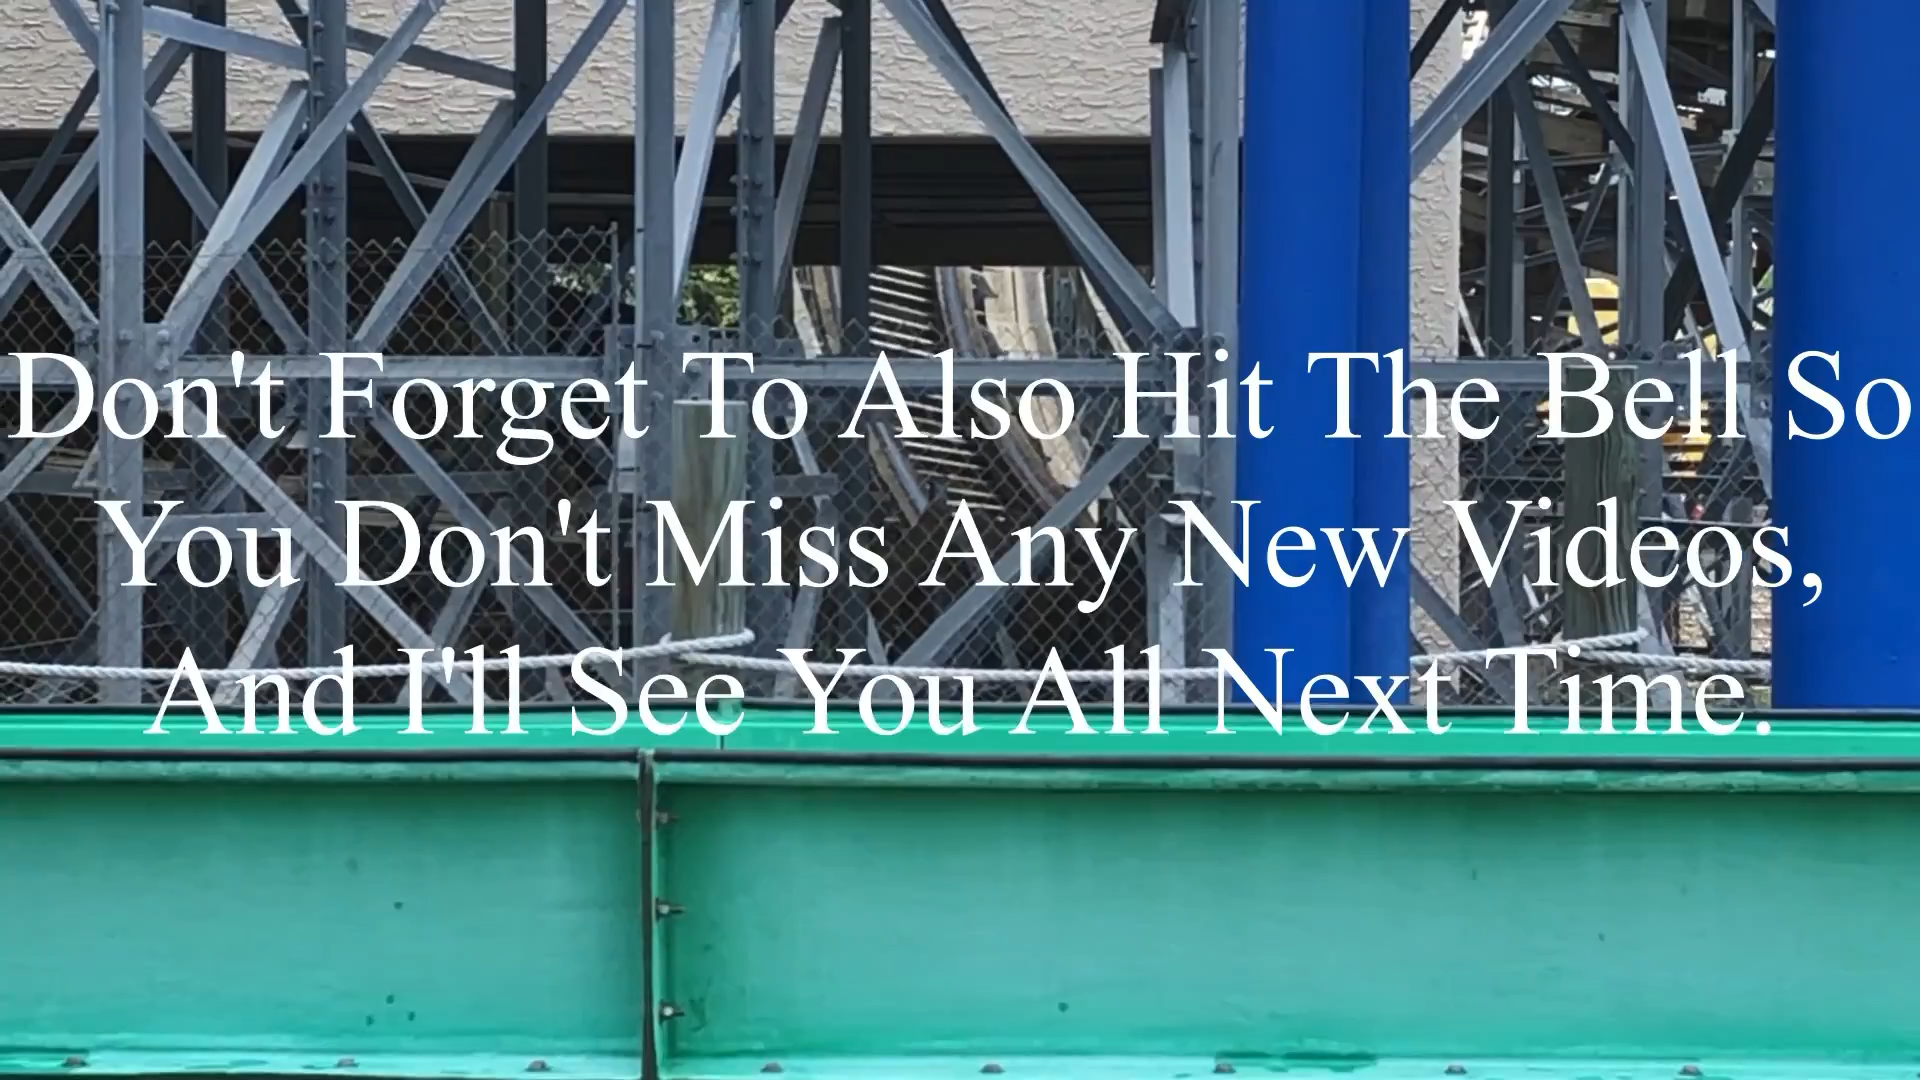 Don't Forget To Also Hit The Bell So
You Don't Miss Any New Videos,
And I'll See You All Next Time.